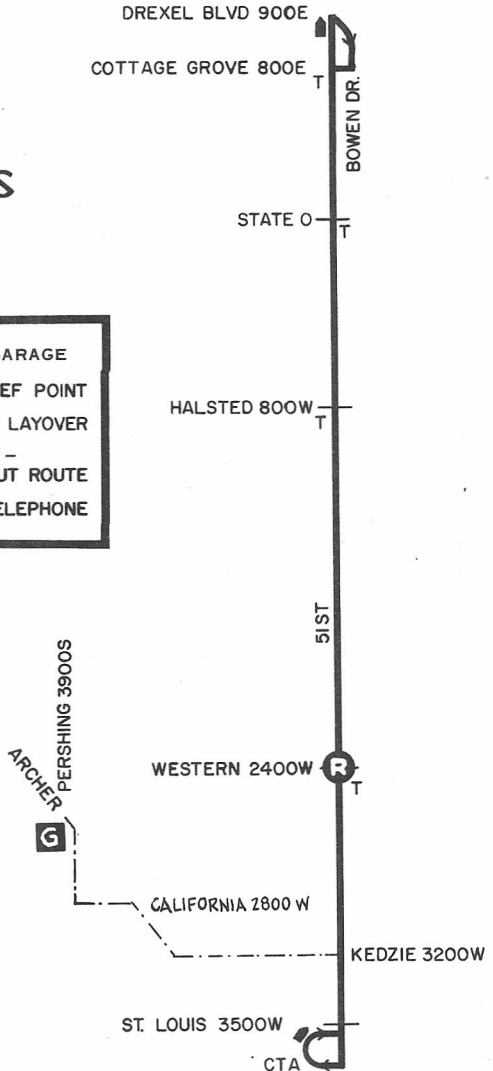 DREXEL BLVD 900E
COTTAGE GROVE 800E
T
BOWEN DR.
S
STATE 0
T
ARAGE
EF POINT
LAYOVER
–
UT ROUTE
ELEPHONE
HALSTED 800W
T
51ST
PERSHING 3900S
ARCHER
G
WESTERN 2400W
R
T
CALIFORNIA 2800 W
KEDZIE 3200W
ST. LOUIS 3500W
CTA